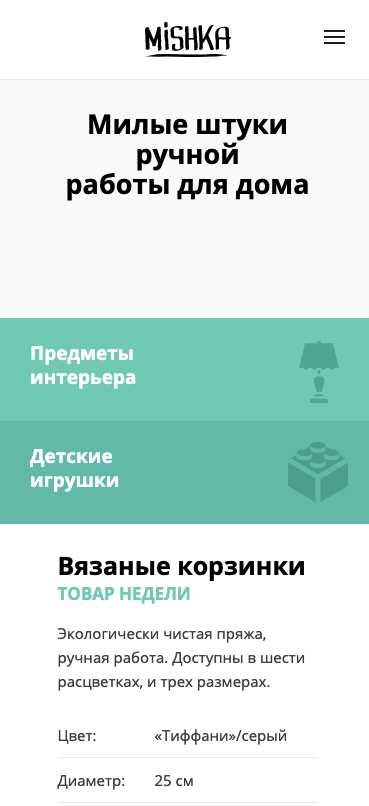 MiSHKA
Милые штуки
ручной
работы для дома
Предметы
интерьера
Детские
игрушки
Вязаные корзинки
ТОВАР НЕДЕЛИ
Экологически чистая пряжа,
ручная работа. Доступны в шести
расцветках, и трех размерах.
Цвет: «Тиффани»/серый
Диаметр: 25 см